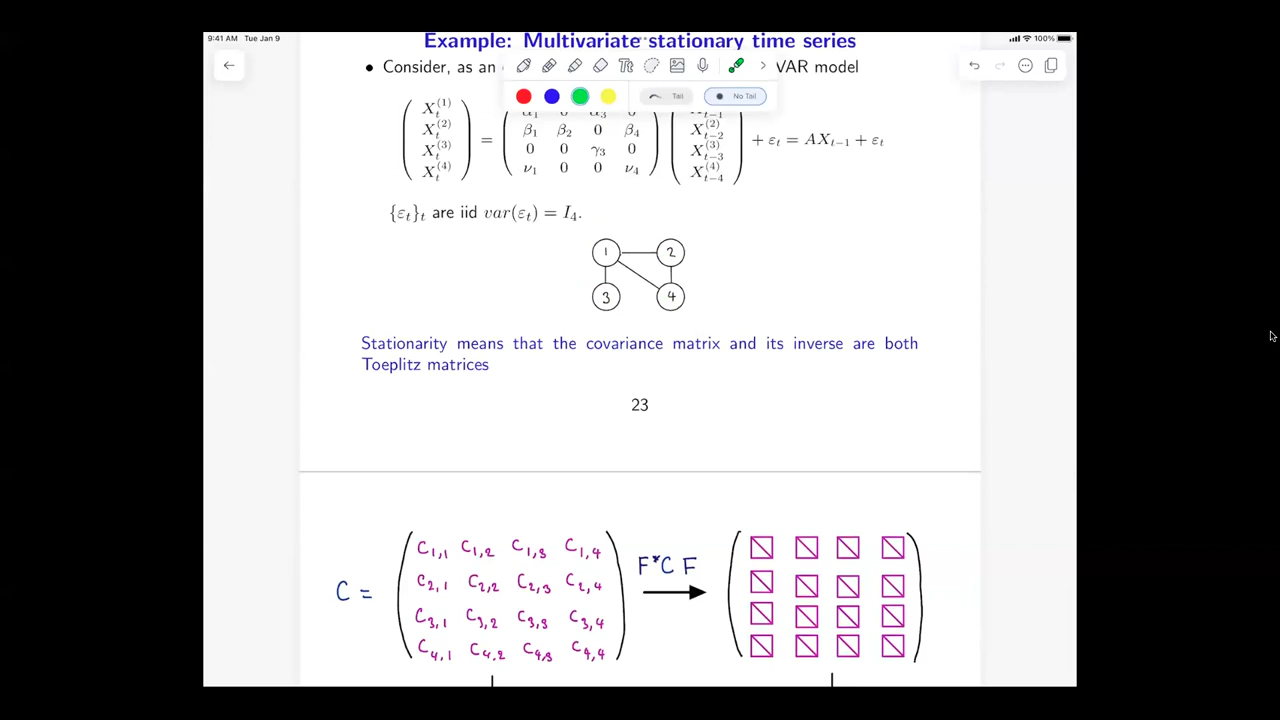 9:41 AM Tue Jan 9
100%
Example: Multivariate stationary time series
• Consider, as an VAR model
Tail
No Tail
X_t^{(1)}
X_t^{(2)}
X_t^{(3)}
X_t^{(4)}
=
α_1 0 α_3 0
β_1 β_2 0 β_4
0 0 γ_3 0
ν_1 0 0 ν_4
X_{t-1}
X_{t-2}^{(2)}
X_{t-3}^{(3)}
X_{t-4}^{(4)}
+ ε_t = AX_{t-1} + ε_t
{ε_t}_t are iid var(ε_t) = I_4.
1 2
3 4
Stationarity means that the covariance matrix and its inverse are both
Toeplitz matrices
23
C =
C_{1,1} C_{1,2} C_{1,3} C_{1,4}
C_{2,1} C_{2,2} C_{2,3} C_{2,4}
C_{3,1} C_{3,2} C_{3,3} C_{3,4}
C_{4,1} C_{4,2} C_{4,3} C_{4,4}
F*C F